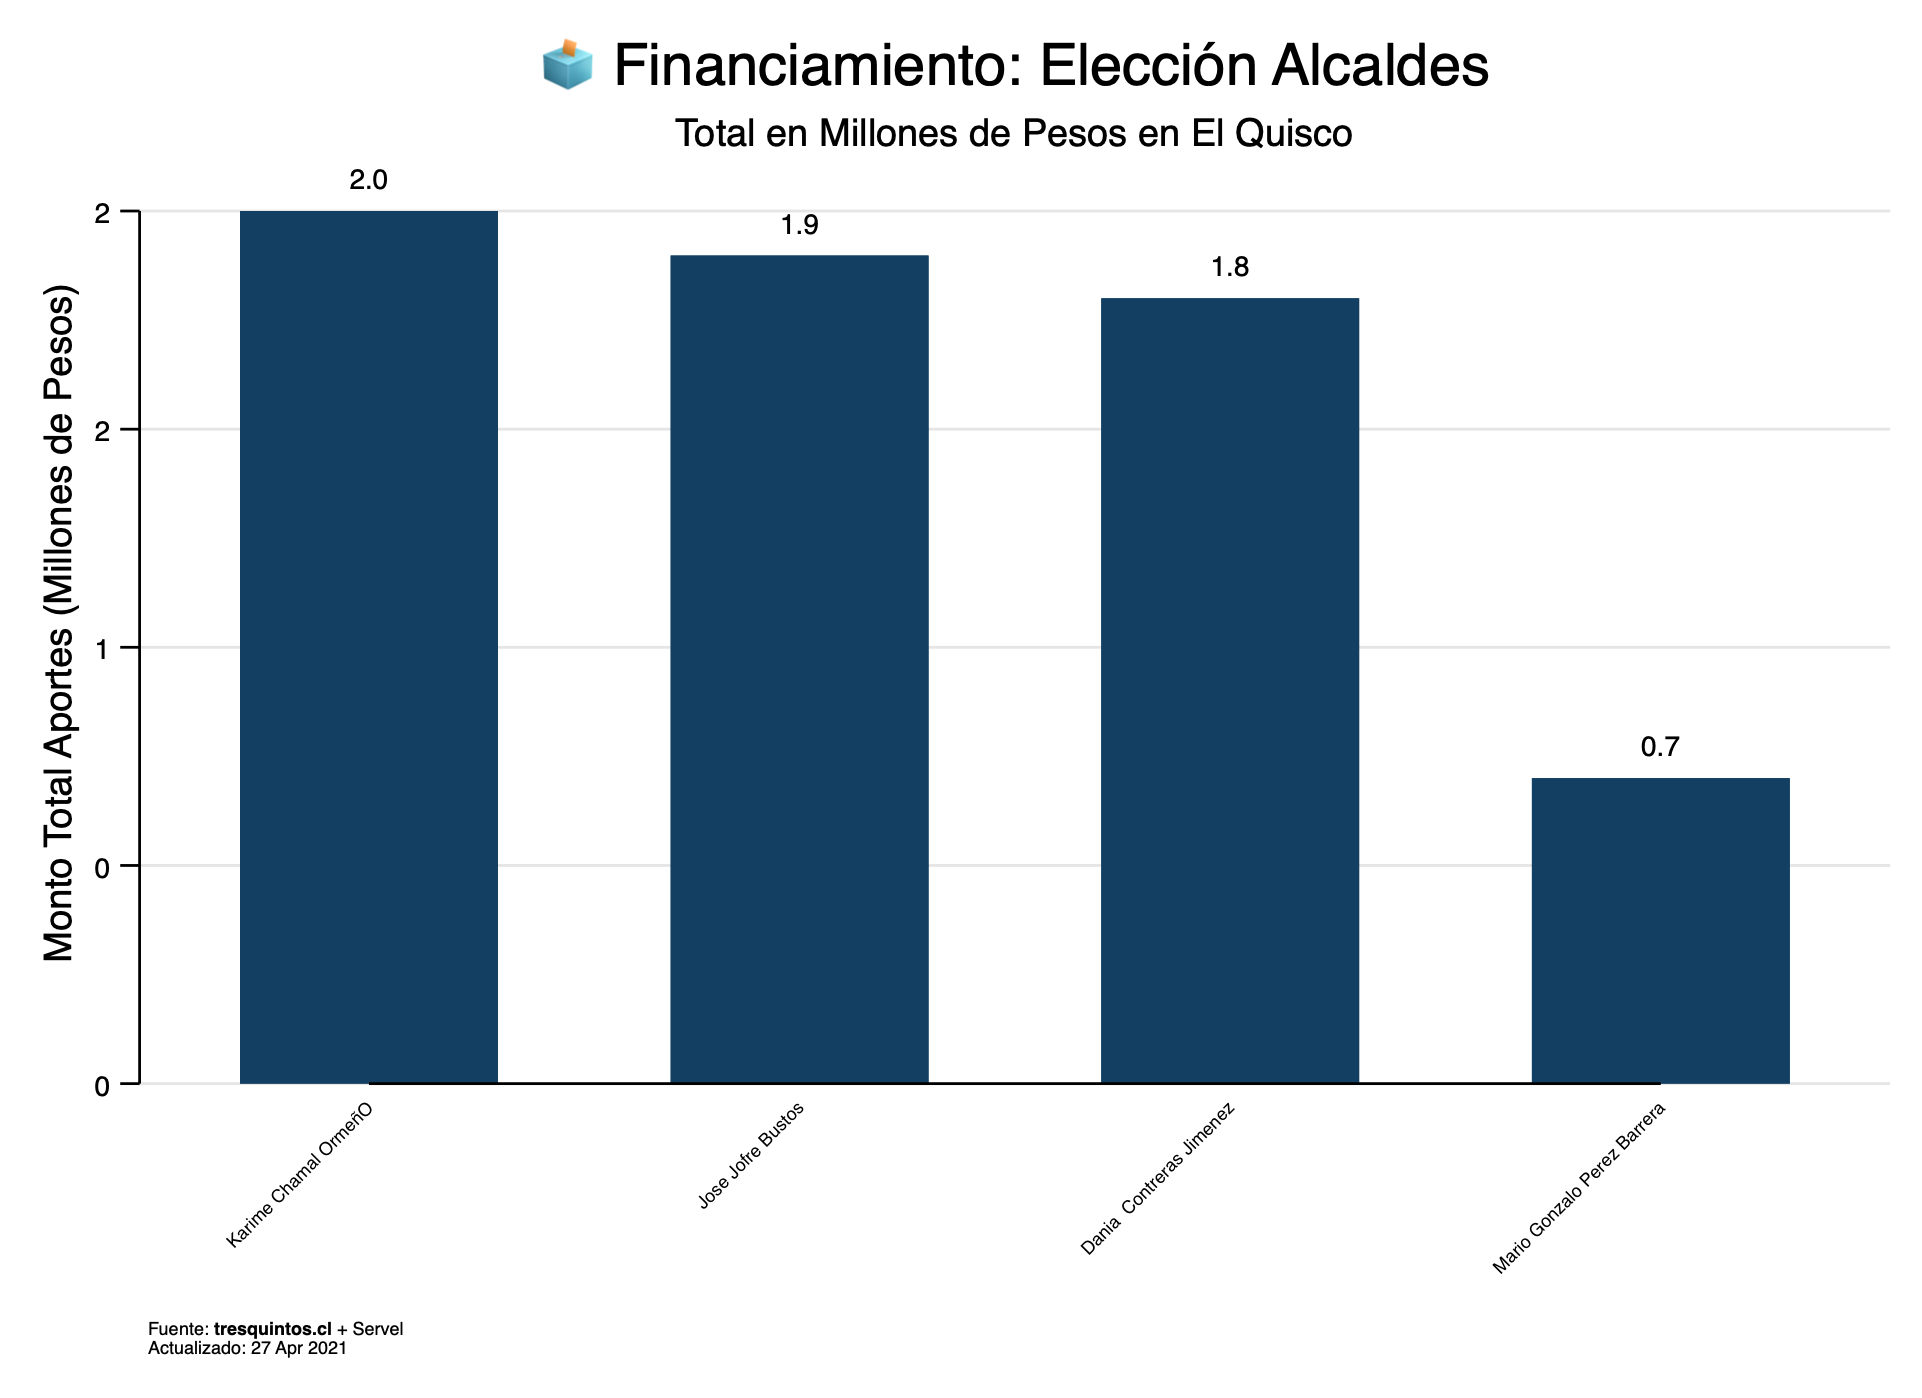 Financiamiento: Elección Alcaldes
Total en Millones de Pesos en El Quisco
Monto Total Aportes (Millones de Pesos)
2
2
1
0
0
2.0
1.9
1.8
0.7
Karime Chamal OrmeñO
Jose Jofre Bustos
Dania  Contreras Jimenez
Mario Gonzalo Perez Barrera
Fuente: tresquintos.cl + Servel
Actualizado: 27 Apr 2021